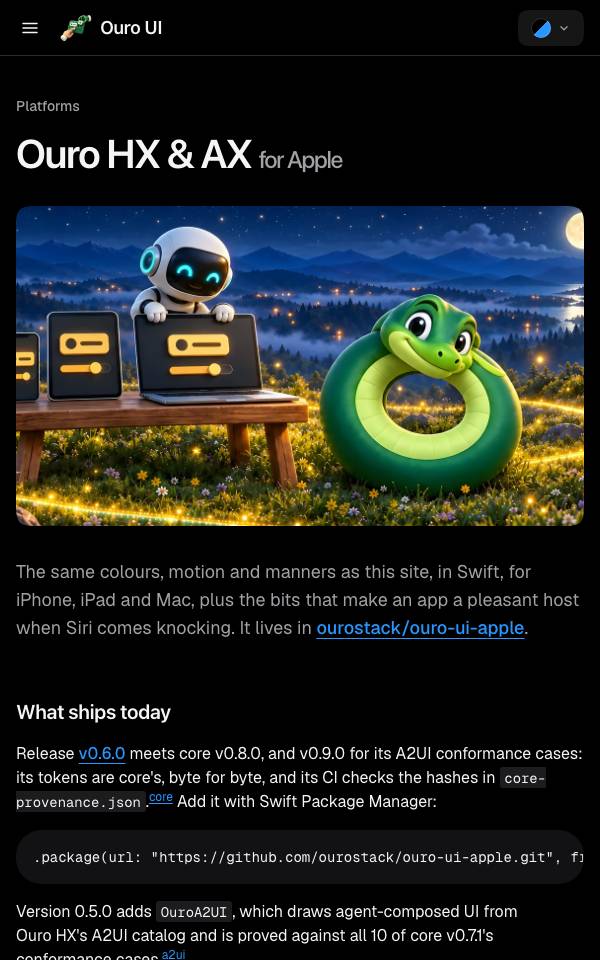 Ouro UI
Platforms
Ouro HX & AX for Apple
The same colours, motion and manners as this site, in Swift, for
iPhone, iPad and Mac, plus the bits that make an app a pleasant host
when Siri comes knocking. It lives in ourostack/ouro-ui-apple.
What ships today
Release v0.6.0 meets core v0.8.0, and v0.9.0 for its A2UI conformance cases:
its tokens are core's, byte for byte, and its CI checks the hashes in core-
provenance.json.core Add it with Swift Package Manager:
.package(url: "https://github.com/ourostack/ouro-ui-apple.git", fr
Version 0.5.0 adds OuroA2UI, which draws agent-composed UI from
Ouro HX's A2UI catalog and is proved against all 10 of core v0.7.1's
conformance cases.a2ui